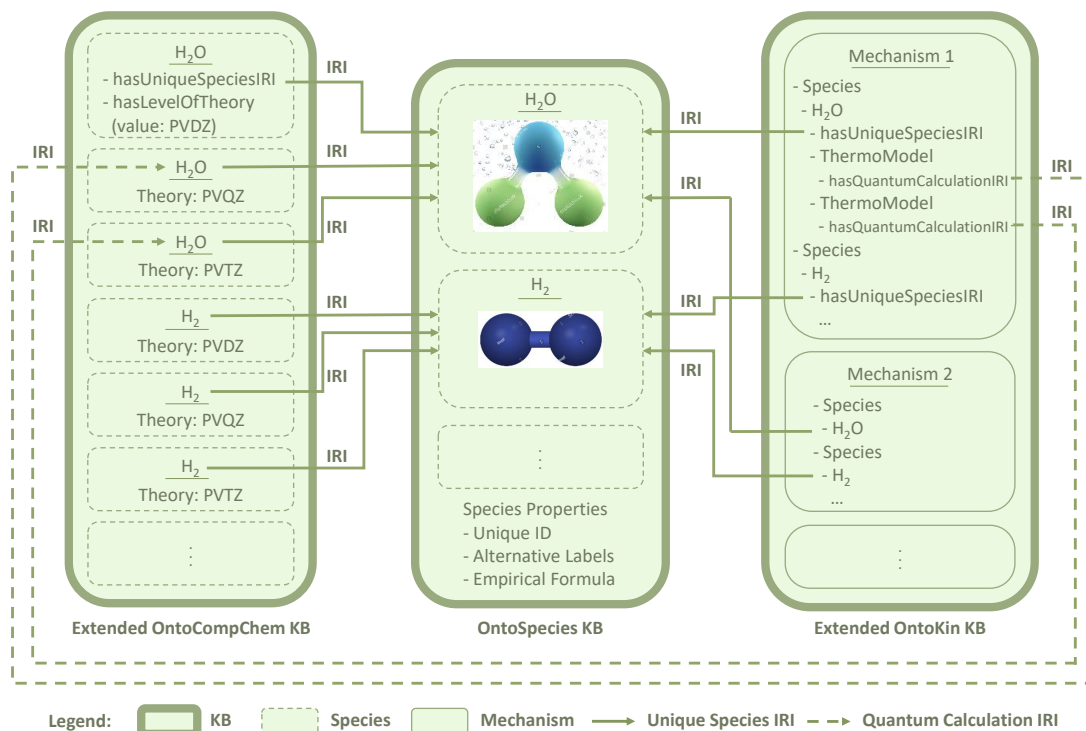 H₂O
- hasUniqueSpeciesIRI
- hasLevelOfTheory
(value: PVDZ)
IRI
IRI
H₂O
Theory: PVQZ
IRI
IRI
H₂O
Theory: PVTZ
IRI
H₂
Theory: PVDZ
IRI
H₂
Theory: PVQZ
IRI
H₂
Theory: PVTZ
IRI
Extended OntoCompChem KB
H₂O
H₂
Species Properties
- Unique ID
- Alternative Labels
- Empirical Formula
OntoSpecies KB
IRI
IRI
IRI
IRI
Mechanism 1
- Species
- H₂O
- hasUniqueSpeciesIRI
- ThermoModel
- hasQuantumCalculationIRI
- ThermoModel
- hasQuantumCalculationIRI
- Species
- H₂
- hasUniqueSpeciesIRI
...
IRI
IRI
Mechanism 2
- Species
- H₂O
- Species
- H₂
...
Extended OntoKin KB
Legend:
KB
Species
Mechanism
Unique Species IRI
Quantum Calculation IRI